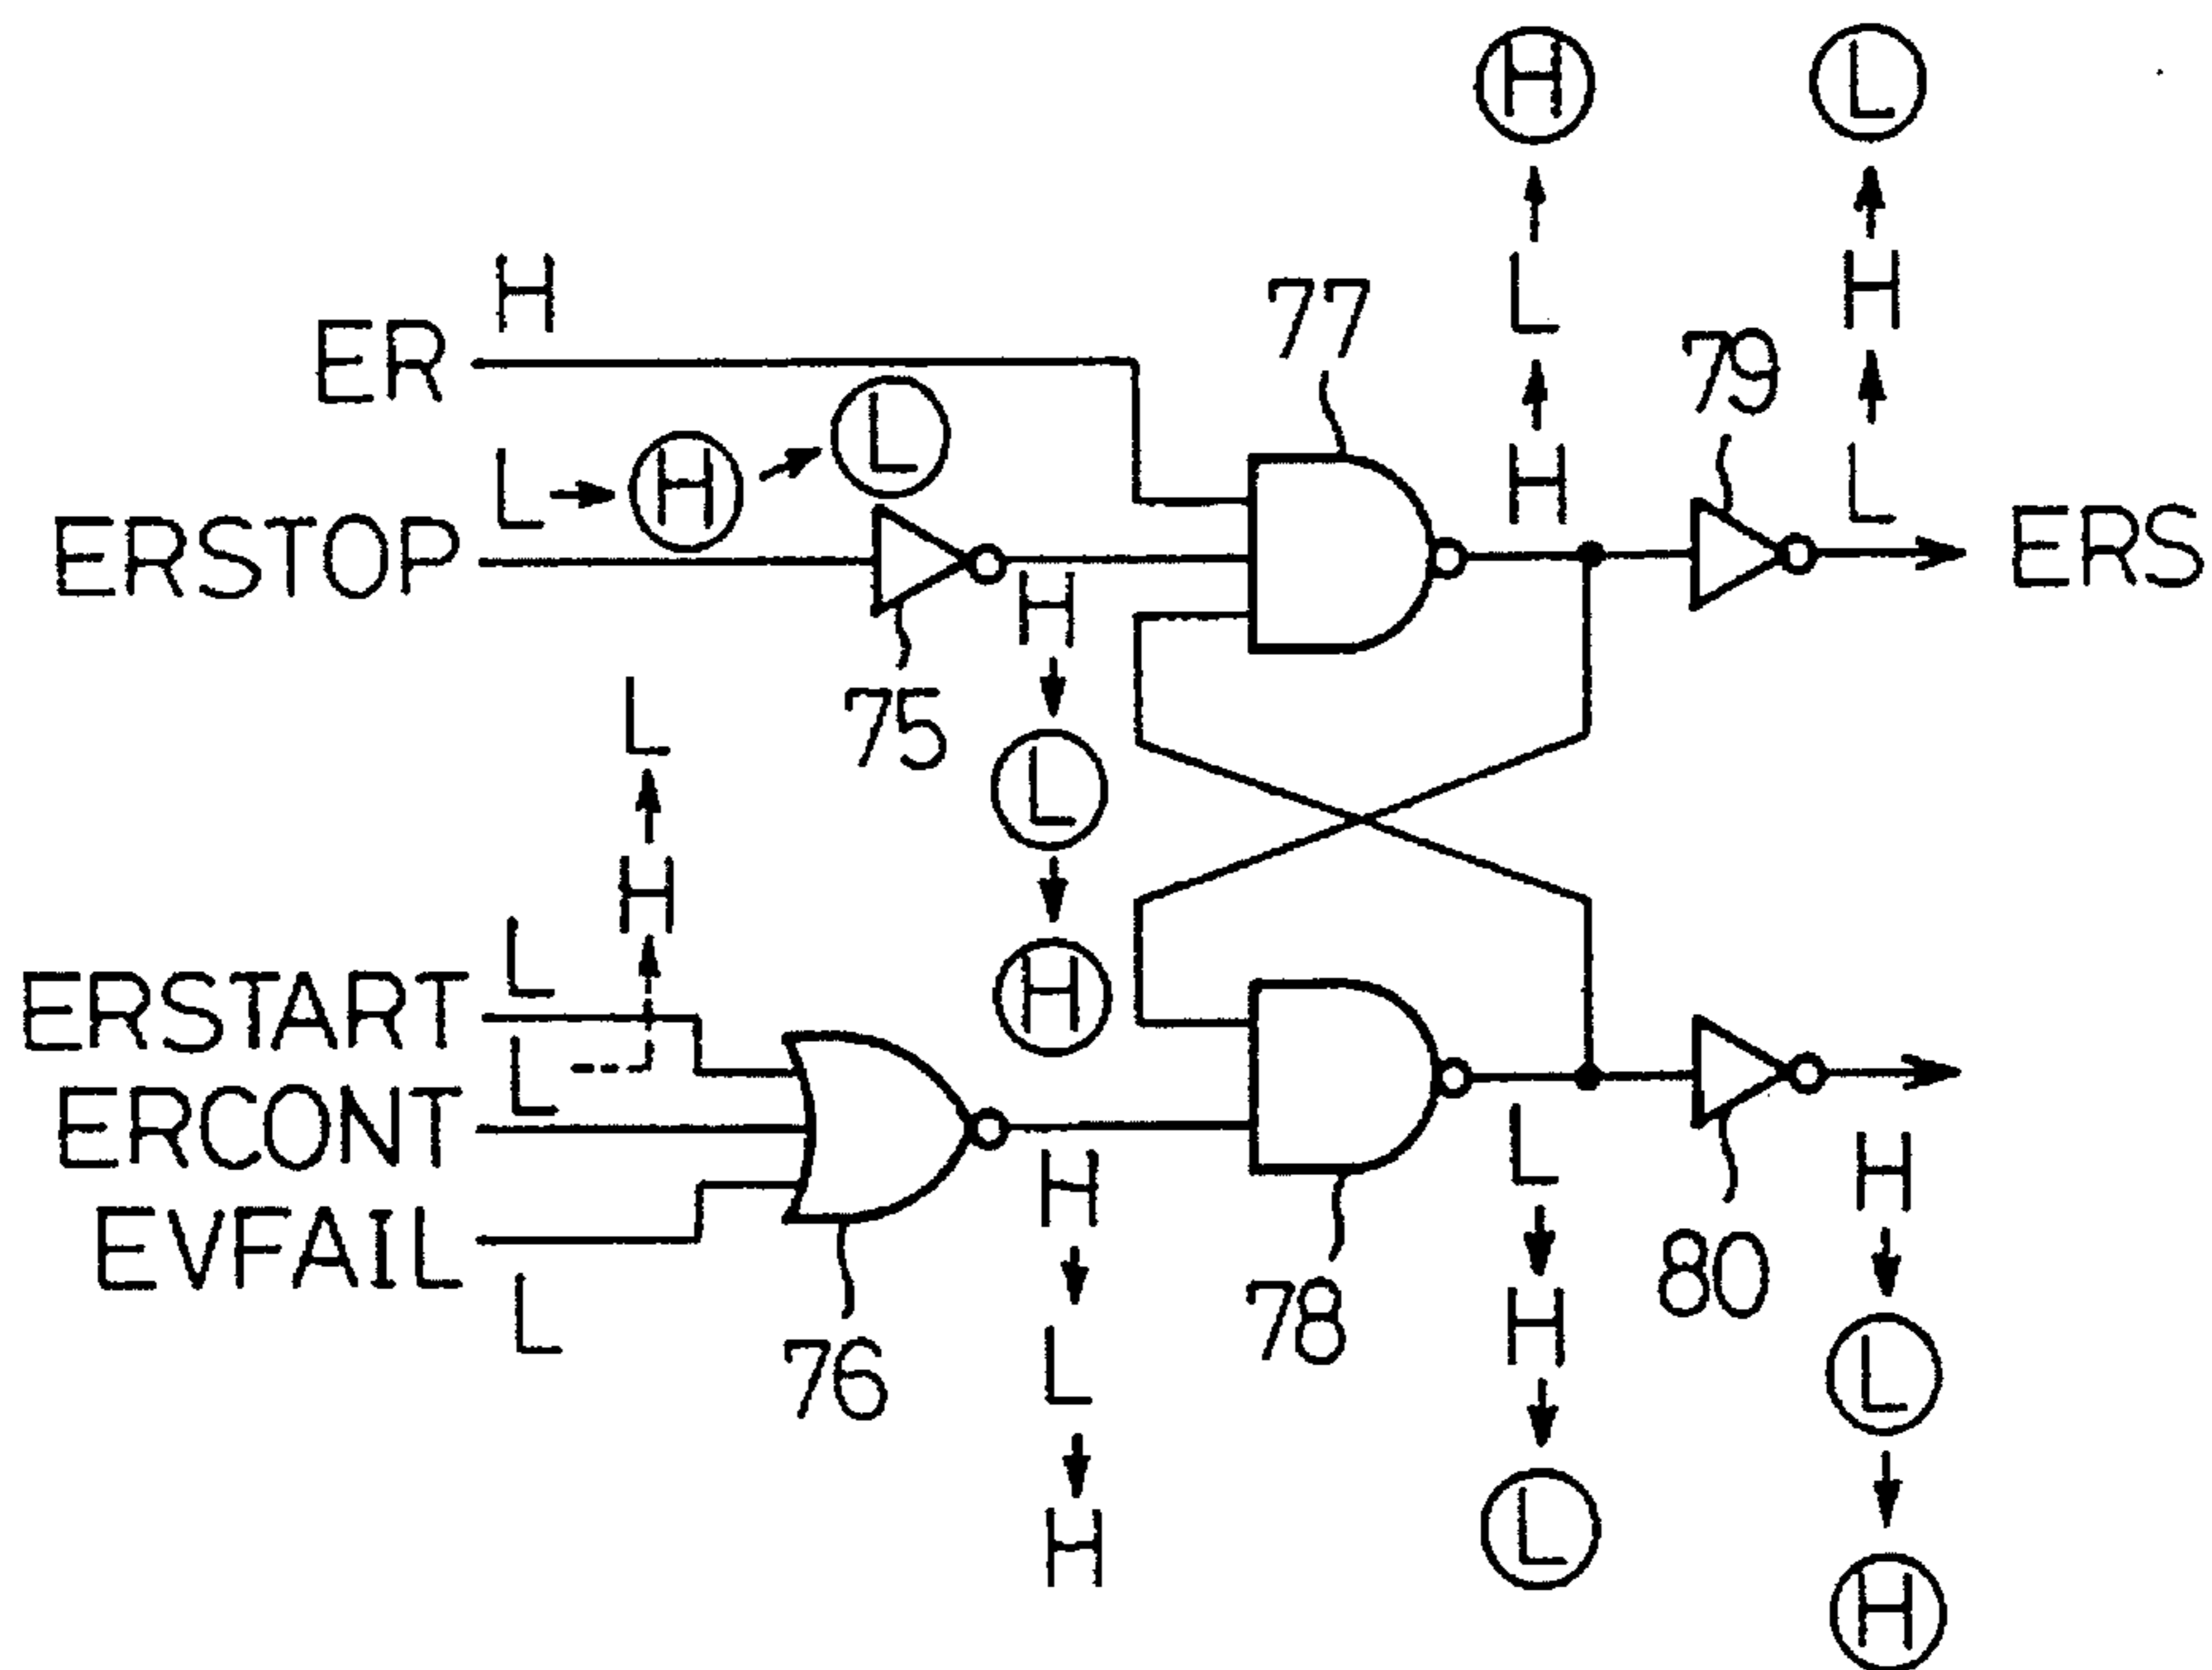 H L
L H
H
ER
77
79
L → H → L
H L
ERSTOP
ERS
H
75
L
L
H
L
H
ERSTART
L
ERCONT
L
H
EVFAIL
L
H
78
80
L
76
L
H
L
H
H
L
H